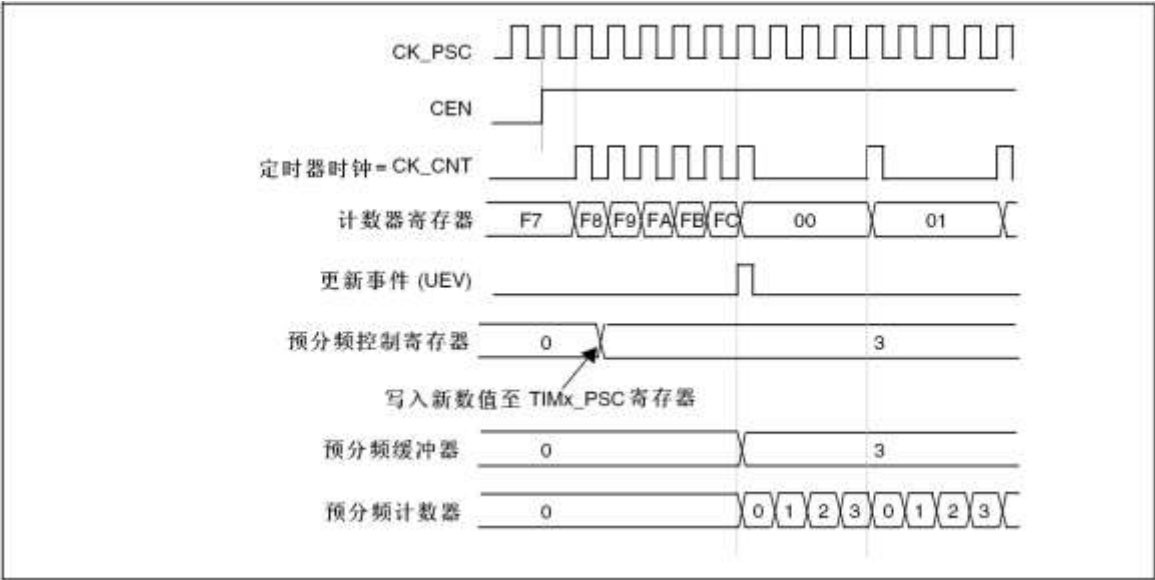 CK_PSC
CEN
定时器时钟= CK_CNT
计数器寄存器 F7 F8 F9 FA FB FC 00 01
更新事件 (UEV)
预分频控制寄存器 0 3
写入新数值至 TIMx_PSC 寄存器
预分频缓冲器 0 3
预分频计数器 0 0 1 2 3 0 1 2 3